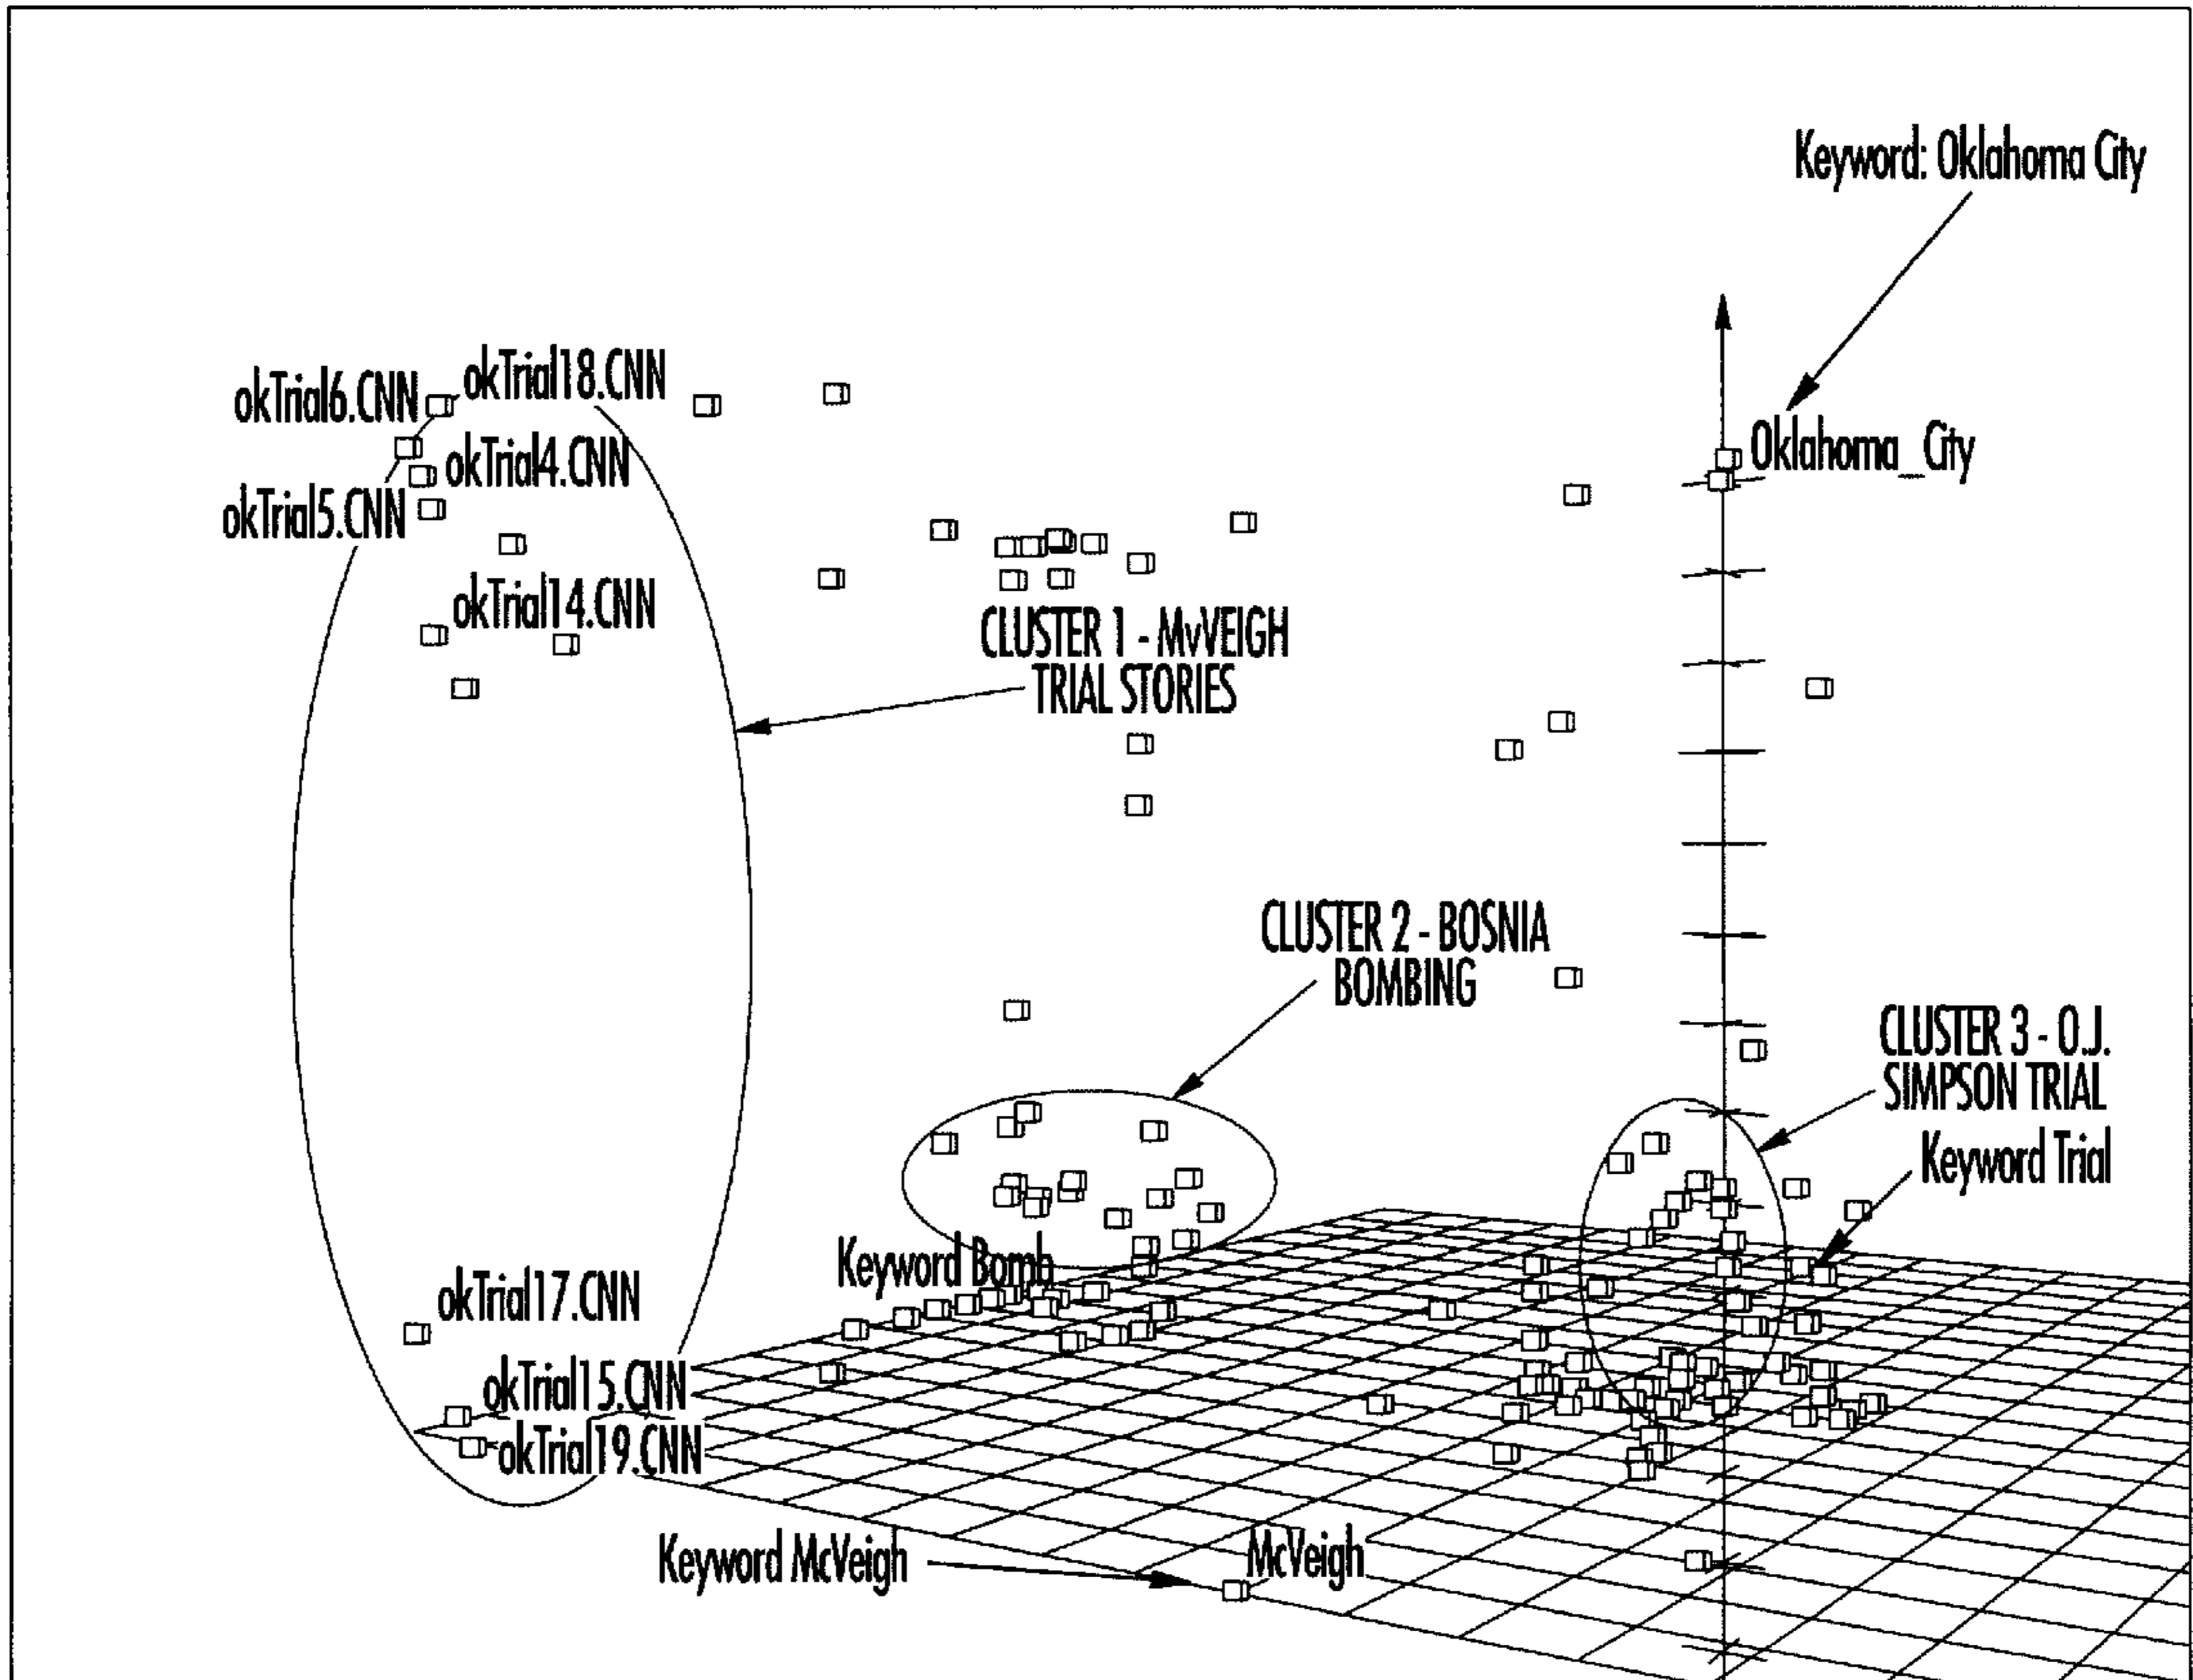 Keyword: Oklahoma City
okTrial6.CNN
okTrial18.CNN
okTrial4.CNN
Oklahoma_City
okTrial5.CNN
okTrial14.CNN
CLUSTER 1 - MvVEIGH
TRIAL STORIES
CLUSTER 2 - BOSNIA
BOMBING
CLUSTER 3 - O.J.
SIMPSON TRIAL
Keyword Trial
Keyword Bomb
okTrial17.CNN
okTrial15.CNN
okTrial19.CNN
Keyword McVeigh
McVeigh